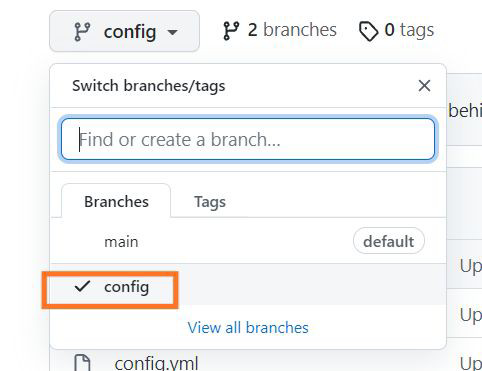 config 2 branches 0 tags
Switch branches/tags
behi
Find or create a branch...
Branches Tags
main default
Up
config
Up
View all branches
config.yml Up